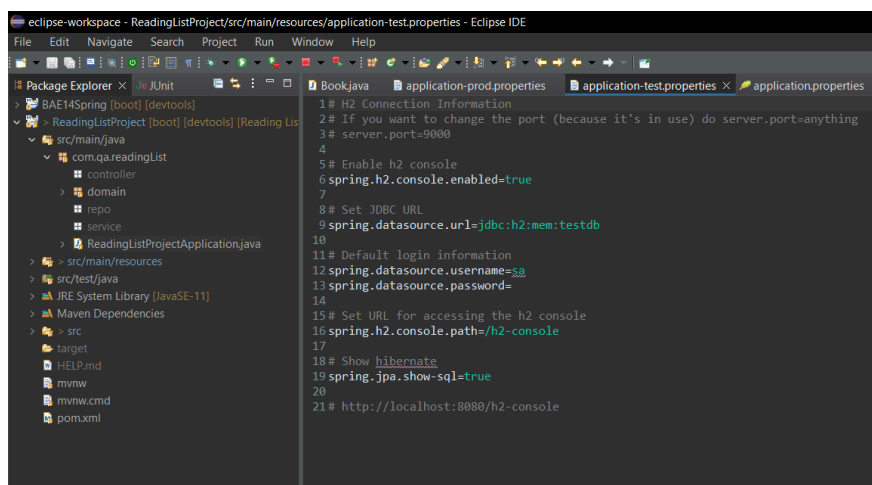 eclipse-workspace - ReadingListProject/src/main/resources/application-test.properties - Eclipse IDE
File Edit Navigate Search Project Run Window Help
Package Explorer JUnit
BAE14Spring [boot] [devtools]
> ReadingListProject [boot] [devtools] [Reading Lis
src/main/java
com.qa.readingList
controller
domain
repo
service
ReadingListProjectApplication.java
> src/main/resources
src/test/java
JRE System Library [JavaSE-11]
Maven Dependencies
> src
target
HELP.md
mvnw
mvnw.cmd
pom.xml
Book.java application-prod.properties application-test.properties application.properties
1 # H2 Connection Information
2 # If you want to change the port (because it's in use) do server.port=anything
3 # server.port=9000
4
5 # Enable h2 console
6 spring.h2.console.enabled=true
7
8 # Set JDBC URL
9 spring.datasource.url=jdbc:h2:mem:testdb
10
11 # Default login information
12 spring.datasource.username=sa
13 spring.datasource.password=
14
15 # Set URL for accessing the h2 console
16 spring.h2.console.path=/h2-console
17
18 # Show hibernate
19 spring.jpa.show-sql=true
20
21 # http://localhost:8080/h2-console